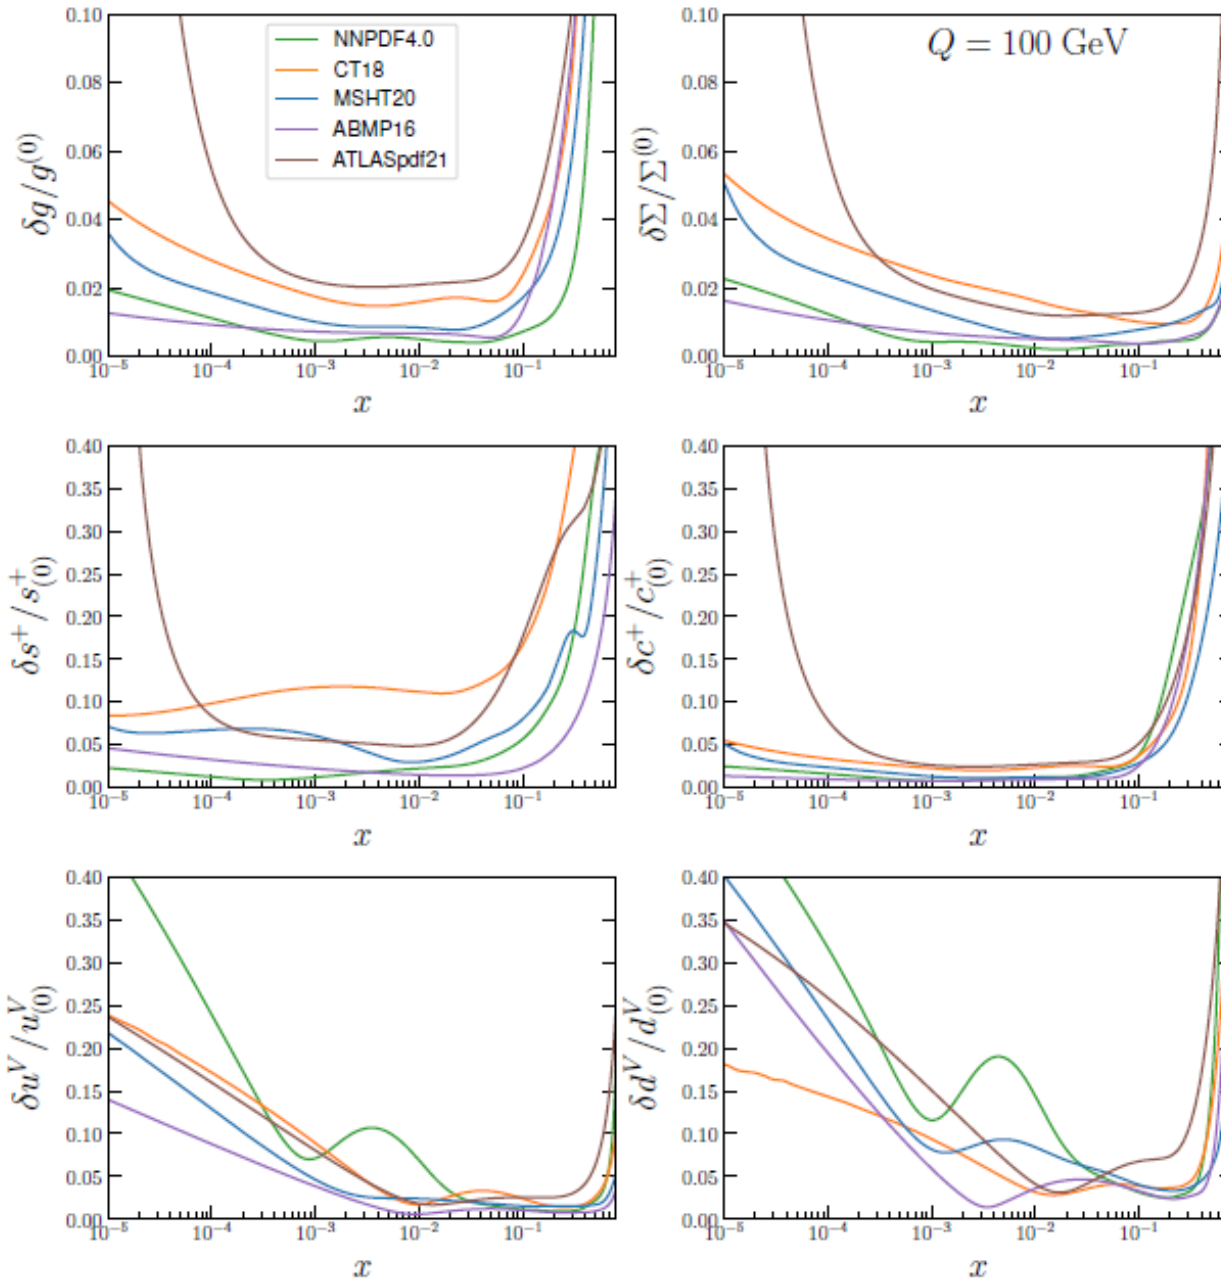 0.10
0.08
0.06
0.04
0.02
0.00
δg/g⁽⁰⁾
NNPDF4.0
CT18
MSHT20
ABMP16
ATLASpdf21
10⁻⁵ 10⁻⁴ 10⁻³ 10⁻² 10⁻¹
x
Q = 100 GeV
0.10
0.08
0.06
0.04
0.02
0.00
δΣ/Σ⁽⁰⁾
10⁻⁵ 10⁻⁴ 10⁻³ 10⁻² 10⁻¹
x
0.40
0.35
0.30
0.25
0.20
0.15
0.10
0.05
0.00
δs⁺/s⁺₍₀₎
10⁻⁵ 10⁻⁴ 10⁻³ 10⁻² 10⁻¹
x
0.40
0.35
0.30
0.25
0.20
0.15
0.10
0.05
0.00
δc⁺/c⁺₍₀₎
10⁻⁵ 10⁻⁴ 10⁻³ 10⁻² 10⁻¹
x
0.40
0.35
0.30
0.25
0.20
0.15
0.10
0.05
0.00
δu^V/u^V₍₀₎
10⁻⁵ 10⁻⁴ 10⁻³ 10⁻² 10⁻¹
x
0.40
0.35
0.30
0.25
0.20
0.15
0.10
0.05
0.00
δd^V/d^V₍₀₎
10⁻⁵ 10⁻⁴ 10⁻³ 10⁻² 10⁻¹
x